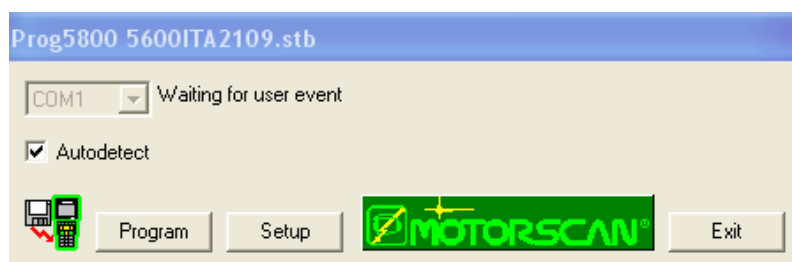 Prog5800 5600ITA2109.stb
COM1 Waiting for user event
Autodetect
Program Setup MOTORSCAN® Exit